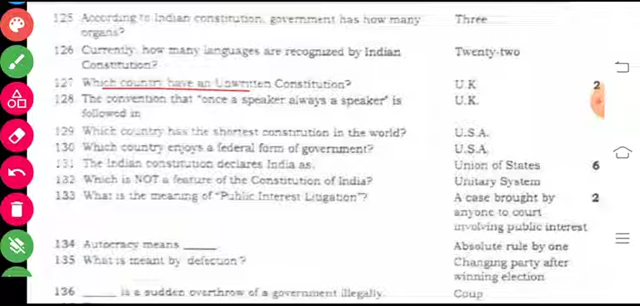 125 According to Indian constitution, government has how many Three
organs?
126 Currently, how many languages are recognized by Indian Twenty-two
Constitution?
127 Which country have an Unwritten Constitution? U.K 2
128 The convention that "once a speaker always a speaker" is U.K.
followed in
129 Which country has the shortest constitution in the world? U.S.A.
130 Which country enjoys a federal form of government? U.S.A.
131 The Indian constitution declares India as, Union of States 6
132 Which is NOT a feature of the Constitution of India? Unitary System
133 What is the meaning of "Public Interest Litigation"? A case brought by 2
anyone to court
involving public interest
134 Autocracy means _____ Absolute rule by one
135 What is meant by defection? Changing party after
winning election
136 _____ is a sudden overthrow of a government illegally. Coup